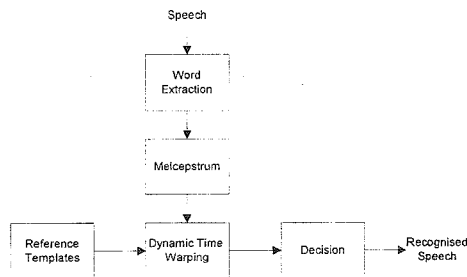 Speech
Word
Extraction
Melcepstrum
Reference
Templates
Dynamic Time
Warping
Decision
Recognised
Speech